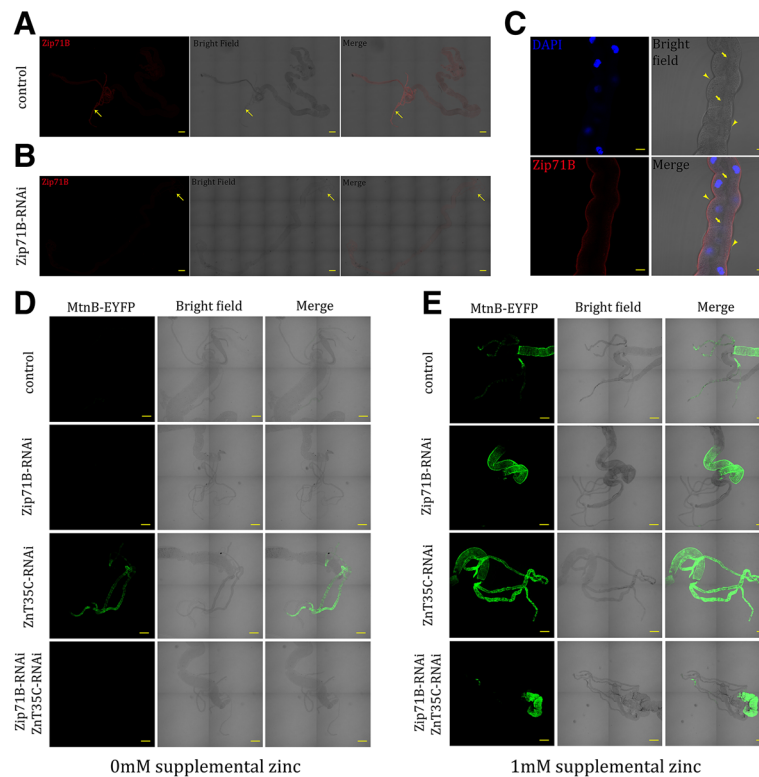 A
Zip71B
Bright Field
Merge
control
B
Zip71B
Bright Field
Merge
Zip71B-RNAi
C
DAPI
Bright
field
Zip71B
Merge
D
MtnB-EYFP
Bright field
Merge
control
Zip71B-RNAi
ZnT35C-RNAi
Zip71B-RNAi
ZnT35C-RNAi
0mM supplemental zinc
E
MtnB-EYFP
Bright field
Merge
control
Zip71B-RNAi
ZnT35C-RNAi
Zip71B-RNAi
ZnT35C-RNAi
1mM supplemental zinc